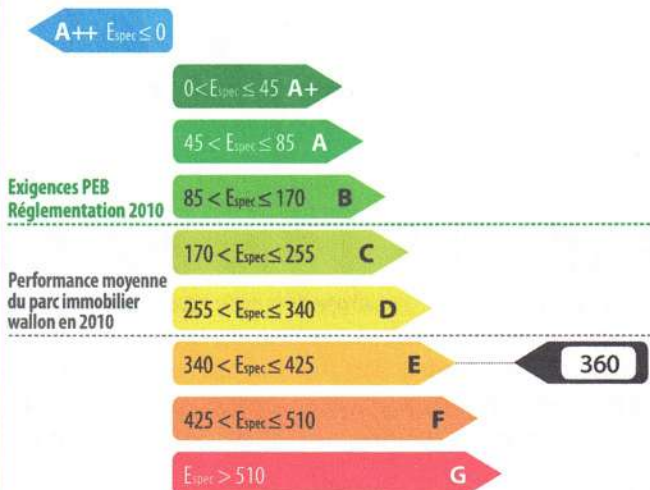 A++ Espec ≤ 0
0 < Espec ≤ 45 A+
45 < Espec ≤ 85 A
Exigences PEB
Réglementation 2010
85 < Espec ≤ 170 B
170 < Espec ≤ 255 C
Performance moyenne
du parc immobilier
wallon en 2010
255 < Espec ≤ 340 D
340 < Espec ≤ 425 E
360
425 < Espec ≤ 510 F
Espec > 510 G